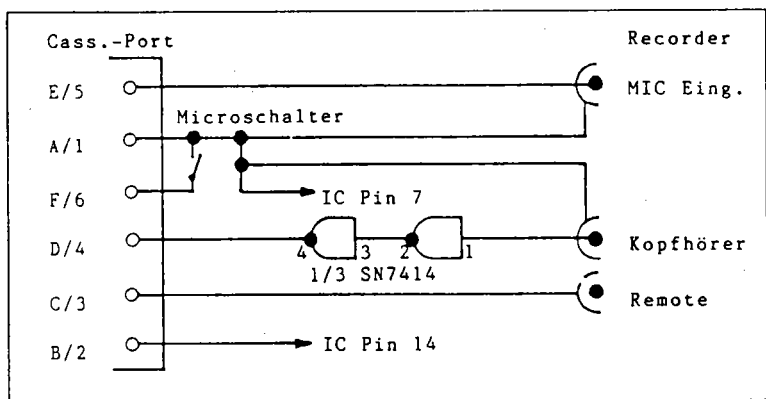 Cass.-Port
Recorder
E/5
MIC Eing.
Microschalter
A/1
F/6
IC Pin 7
D/4
4
3
2
1
Kopfhörer
1/3 SN7414
C/3
Remote
B/2
IC Pin 14